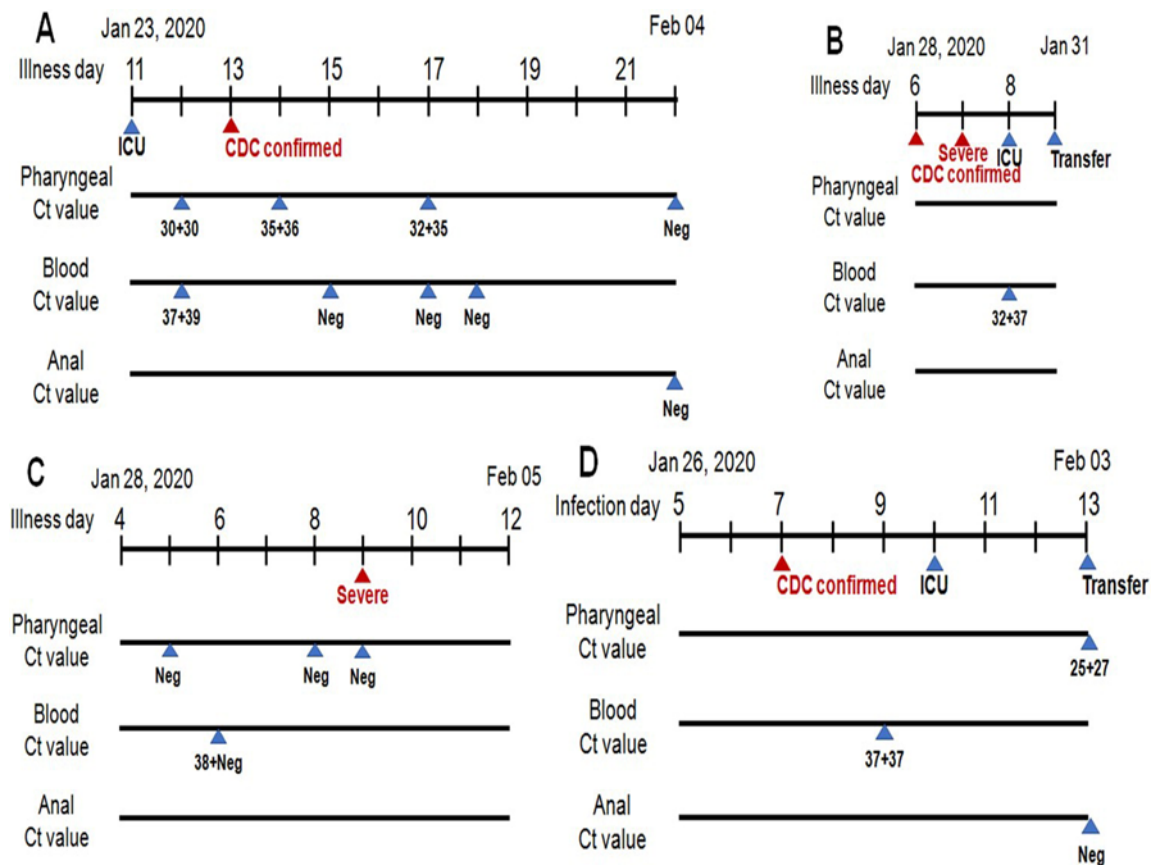 A
Jan 23, 2020 Feb 04
Illness day 11 13 15 17 19 21
ICU CDC confirmed
Pharyngeal
Ct value
30+30 35+36 32+35 Neg
Blood
Ct value
37+39 Neg Neg Neg
Anal
Ct value
Neg
B
Jan 28, 2020 Jan 31
Illness day 6 8
Severe ICU Transfer
CDC confirmed
Pharyngeal
Ct value
Blood
Ct value
32+37
Anal
Ct value
C
Jan 28, 2020 Feb 05
Illness day 4 6 8 10 12
Severe
Pharyngeal
Ct value
Neg Neg Neg
Blood
Ct value
38+Neg
Anal
Ct value
D
Jan 26, 2020 Feb 03
Infection day 5 7 9 11 13
CDC confirmed ICU Transfer
Pharyngeal
Ct value
25+27
Blood
Ct value
37+37
Anal
Ct value
Neg